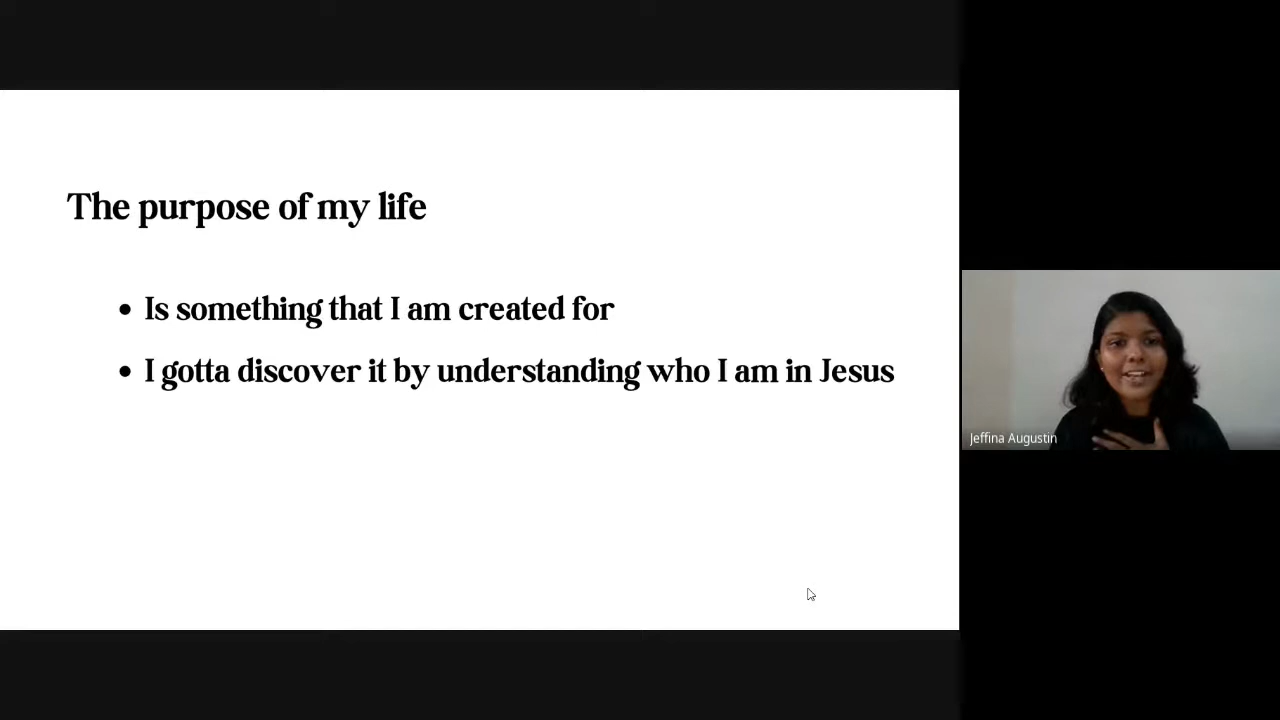 The purpose of my life
• Is something that I am created for
• I gotta discover it by understanding who I am in Jesus
Jeffina Augustin